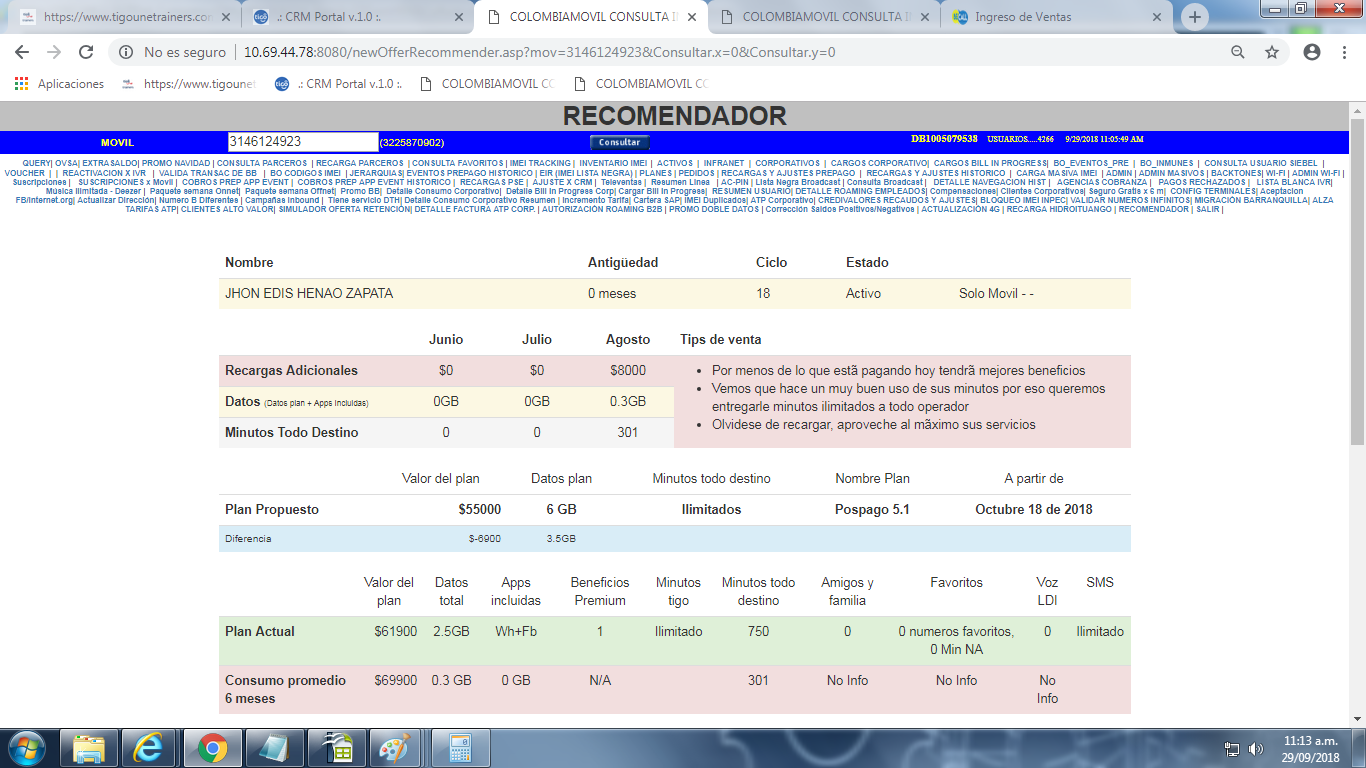 https://www.tigounetrainers.com
.: CRM Portal v.1.0 :.
COLOMBIAMOVIL CONSULTA I
COLOMBIAMOVIL CONSULTA I
Ingreso de Ventas
No es seguro | 10.69.44.78:8080/newOfferRecommender.asp?mov=3146124923&Consultar.x=0&Consultar.y=0
Aplicaciones
https://www.tigounet
.: CRM Portal v.1.0 :.
COLOMBIAMOVIL CO
COLOMBIAMOVIL CO
RECOMENDADOR
MOVIL 3146124923 (3225870902) Consultar DB1005079538 USUARIOS.....4266 9/29/2018 11:05:49 AM
QUERY| OVSA| EXTRASALDO| PROMO NAVIDAD | CONSULTA PARCEROS | RECARGA PARCEROS | CONSULTA FAVORITOS | IMEI TRACKING | INVENTARIO IMEI | ACTIVOS | INFRANET | CORPORATIVOS | CARGOS CORPORATIVO| CARGOS BILL IN PROGRESS| BO_EVENTOS_PRE | BO_INMUNES | CONSULTA USUARIO SIEBEL |
VOUCHER | | REACTIVACION X IVR | VALIDA TRANSAC DE BB | BO CODIGOS IMEI | JERARQUIAS| EVENTOS PREPAGO HISTORICO | EIR (IMEI LISTA NEGRA) | PLANES | PEDIDOS | RECARGAS Y AJUSTES PREPAGO | RECARGAS Y AJUSTES HISTORICO | CARGA MASIVA IMEI | ADMIN | ADMIN MASIVOS | BACKTONES| WI-FI | ADMIN WI-FI |
Suscripciones | SUSCRIPCIONES x Movil | COBROS PREP APP EVENT | COBROS PREP APP EVENT HISTORICO | RECARGAS PSE | AJUSTE X CRM | Televentas | Resumen Linea | AC-PIN | Lista Negra Broadcast | Consulta Broadcast | DETALLE NAVEGACION HIST | AGENCIAS COBRANZA | PAGOS RECHAZADOS | LISTA BLANCA IVR|
Musica Ilimitada - Deezer | Paquete semana Onnet| Paquete semana Offnet| Promo BB| Detalle Consumo Corporativo| Detalle Bill In Progress Corp| Cargar Bill In Progress Corp| RESUMEN USUARIO| DETALLE ROAMING EMPLEADOS| Compensaciones| Clientes Corporativos| Seguro Gratis x 6 m| CONFIG TERMINALES| Aceptacion
FB/Internet.org| Actualizar Dirección| Numero B Diferentes | Campañas Inbound | Tiene servicio DTH| Detalle Consumo Corporativo Resumen | Incremento Tarifa| Cartera SAP| IMEI Duplicados| ATP Corporativo| CREDIVALORES RECAUDOS Y AJUSTES| BLOQUEO IMEI INPEC| VALIDAR NUMEROS INFINITOS| MIGRACIÓN BARRANQUILLA| ALZA
TARIFAS ATP| CLIENTES ALTO VALOR| SIMULADOR OFERTA RETENCIÓN| DETALLE FACTURA ATP CORP. | AUTORIZACIÓN ROAMING B2B | PROMO DOBLE DATOS | Corrección Saldos Positivos/Negativos | ACTUALIZACIÓN 4G | RECARGA HIDROITUANGO | RECOMENDADOR | SALIR |
Nombre Antigüedad Ciclo Estado
JHON EDIS HENAO ZAPATA 0 meses 18 Activo Solo Movil - -
Junio Julio Agosto Tips de venta
Recargas Adicionales $0 $0 $8000
Datos (Datos plan + Apps Incluidas) 0GB 0GB 0.3GB
Minutos Todo Destino 0 0 301
• Por menos de lo que estã pagando hoy tendrã mejores beneficios
• Vemos que hace un muy buen uso de sus minutos por eso queremos
entregarle minutos ilimitados a todo operador
• Olvidese de recargar, aproveche al mãximo sus servicios
Valor del plan Datos plan Minutos todo destino Nombre Plan A partir de
Plan Propuesto $55000 6 GB Ilimitados Pospago 5.1 Octubre 18 de 2018
Diferencia $-6900 3.5GB
Valor del plan Datos total Apps incluidas Beneficios Premium Minutos tigo Minutos todo destino Amigos y familia Favoritos Voz LDI SMS
Plan Actual $61900 2.5GB Wh+Fb 1 Ilimitado 750 0 0 numeros favoritos, 0 Min NA 0 Ilimitado
Consumo promedio 6 meses $69900 0.3 GB 0 GB N/A 301 No Info No Info No Info
11:13 a.m.
29/09/2018